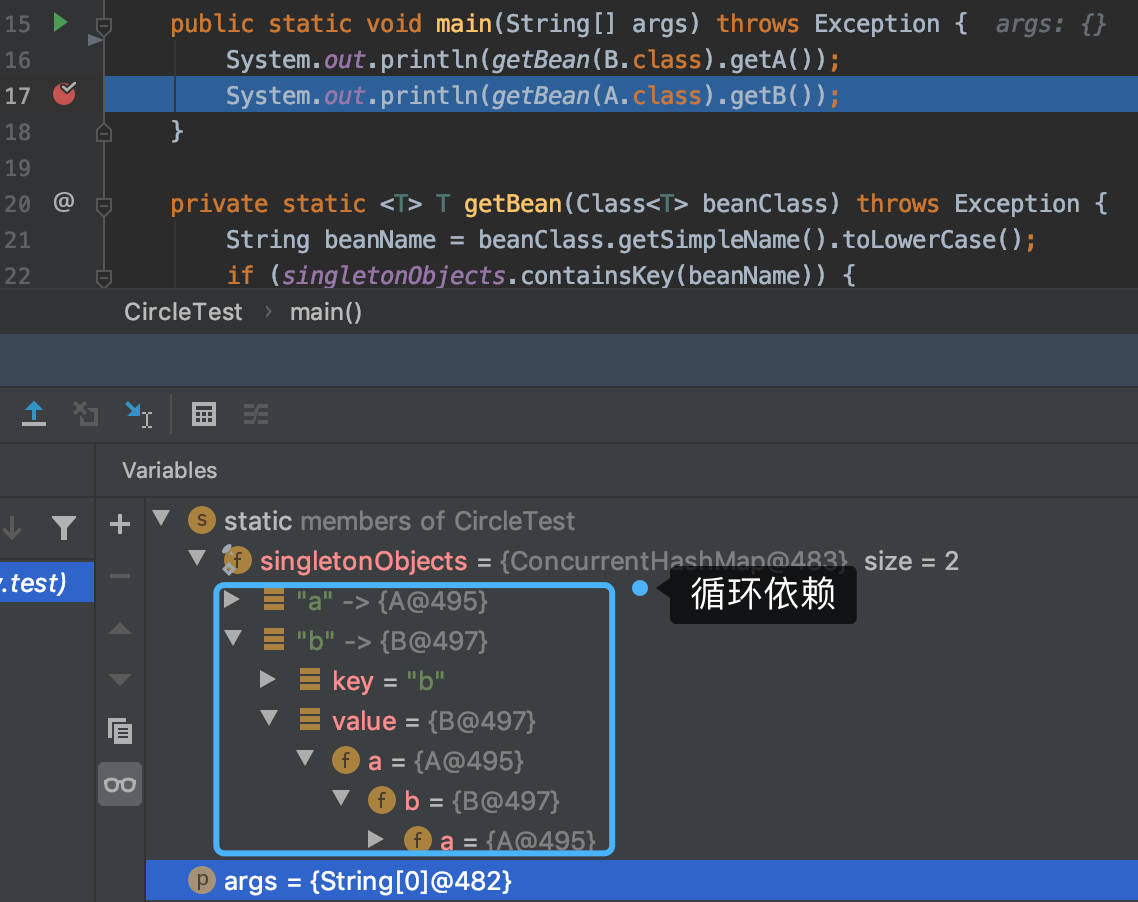 15 public static void main(String[] args) throws Exception { args: {}
16 System.out.println(getBean(B.class).getA());
17 System.out.println(getBean(A.class).getB());
18 }
19
20 @ private static <T> T getBean(Class<T> beanClass) throws Exception {
21 String beanName = beanClass.getSimpleName().toLowerCase();
22 if (singletonObjects.containsKey(beanName)) {
CircleTest › main()
Variables
s static members of CircleTest
f singletonObjects = {ConcurrentHashMap@483} size = 2
循环依赖
"a" -> {A@495}
.test)
"b" -> {B@497}
key = "b"
value = {B@497}
f a = {A@495}
f b = {B@497}
f a = {A@495}
p args = {String[0]@482}